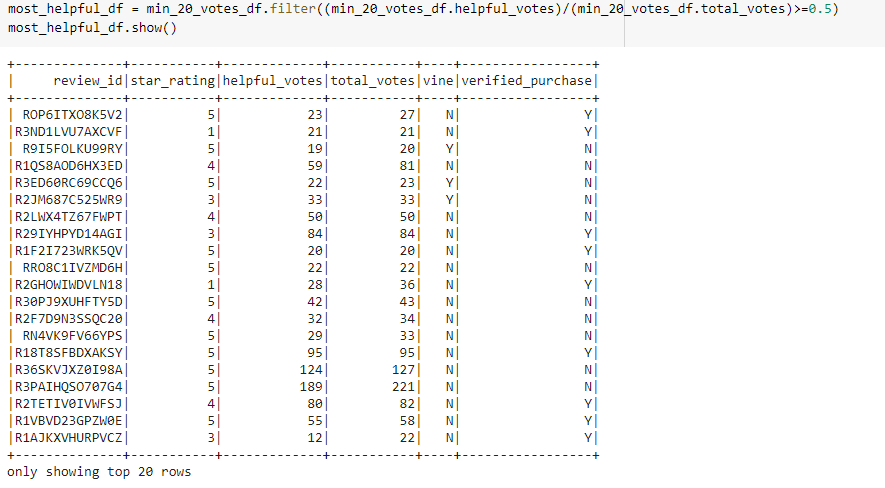 most_helpful_df = min_20_votes_df.filter((min_20_votes_df.helpful_votes)/(min_20_votes_df.total_votes)>=0.5)
most_helpful_df.show()
+--------------+-----------+-------------+-----------+----+-----------------+
|     review_id|star_rating|helpful_votes|total_votes|vine|verified_purchase|
+--------------+-----------+-------------+-----------+----+-----------------+
| ROP6ITXO8K5V2|          5|           23|         27|   N|                Y|
|R3ND1LVU7AXCVF|          1|           21|         21|   N|                Y|
| R9I5FOLKU99RY|          5|           19|         20|   Y|                N|
|R1QS8AOD6HX3ED|          4|           59|         81|   N|                N|
|R3ED60RC69CCQ6|          5|           22|         23|   Y|                N|
|R2JM687C525WR9|          3|           33|         33|   Y|                N|
|R2LWX4TZ67FWPT|          4|           50|         50|   N|                N|
|R29IYHPYD14AGI|          3|           84|         84|   N|                Y|
|R1F2I723WRK5QV|          5|           20|         20|   N|                Y|
| RRO8C1IVZMD6H|          5|           22|         22|   N|                N|
|R2GHOWIWDVLN18|          1|           28|         36|   N|                Y|
|R30PJ9XUHFTY5D|          5|           42|         43|   N|                N|
|R2F7D9N3SSQC20|          4|           32|         34|   N|                N|
| RN4VK9FV66YPS|          5|           29|         33|   N|                N|
|R18T8SFBDXAKSY|          5|           95|         95|   N|                Y|
|R36SKVJXZ0I98A|          5|          124|        127|   N|                N|
|R3PAIHQSO707G4|          5|          189|        221|   N|                N|
|R2TETIV0IVWFSJ|          4|           80|         82|   N|                Y|
|R1VBVD23GPZW0E|          5|           55|         58|   N|                Y|
|R1AJKXVHURPVCZ|          3|           12|         22|   N|                Y|
+--------------+-----------+-------------+-----------+----+-----------------+
only showing top 20 rows